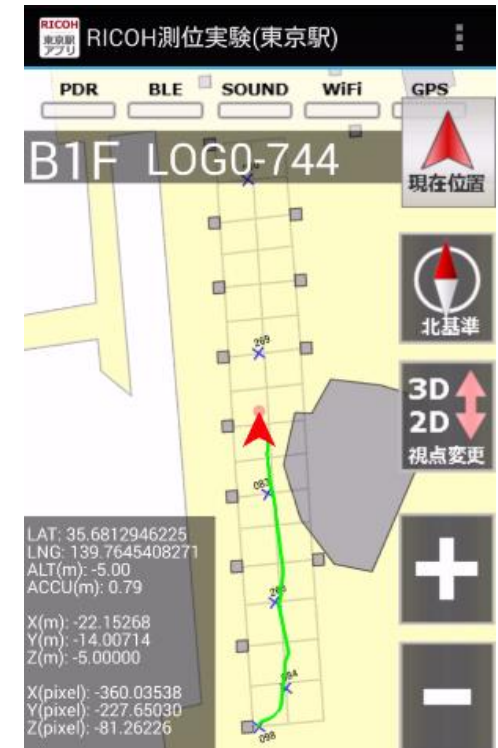 RICOH
東京駅
アプリ
RICOH測位実験(東京駅)
PDR BLE SOUND WiFi GPS
B1F LOG0-744
現在位置
北基準
269
3D
2D
視点変更
083
LAT: 35.6812946225
LNG: 139.7645408271
ALT(m): -5.00
ACCU(m): 0.79
X(m): -22.15268
Y(m): -14.00714
Z(m): -5.00000
X(pixel): -360.03538
Y(pixel): -227.65030
Z(pixel): -81.26226
098